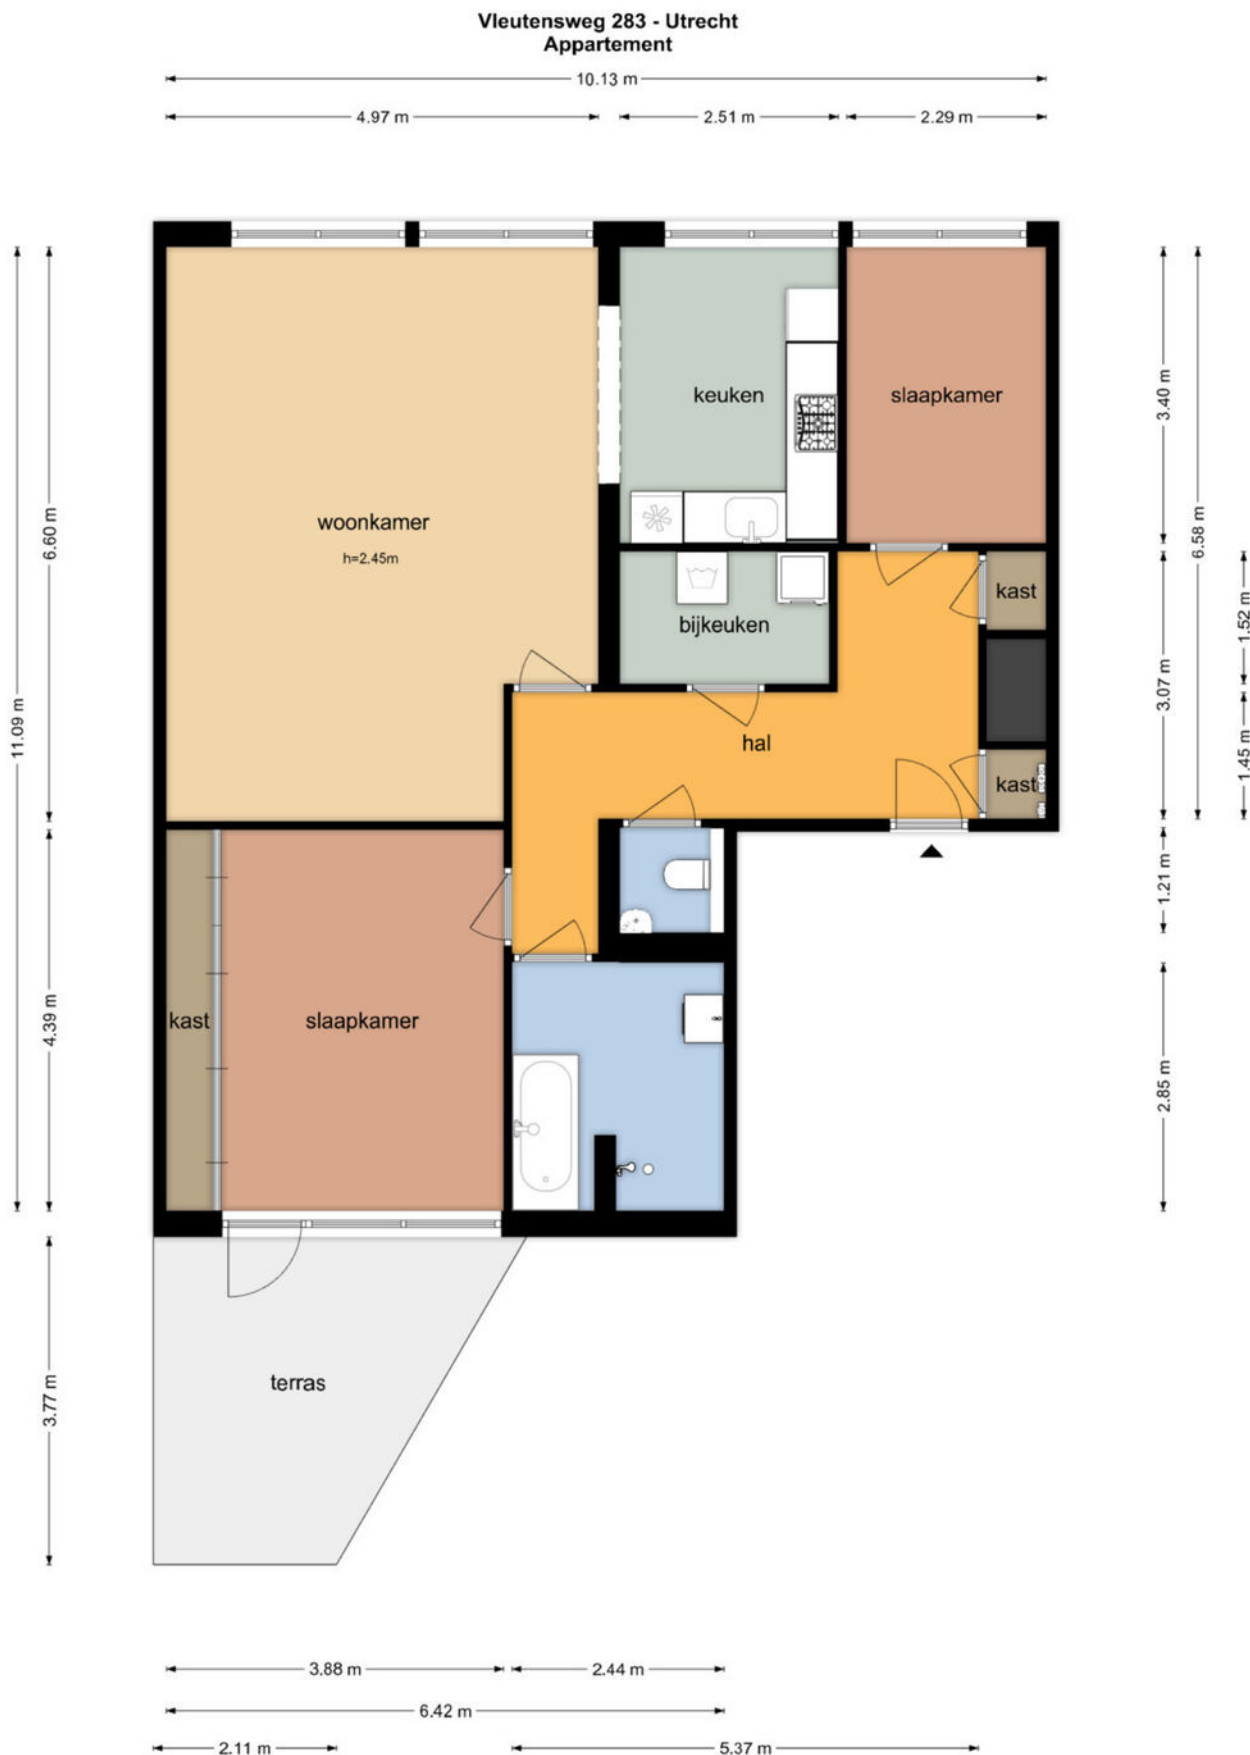 Vleutensweg 283 - Utrecht
Appartement
10.13 m
4.97 m
2.51 m
2.29 m
keuken
slaapkamer
3.40 m
woonkamer
h=2.45m
6.60 m
6.58 m
kast
1.52 m
bijkeuken
11.09 m
3.07 m
hal
1.45 m
kast
1.21 m
kast
slaapkamer
4.39 m
2.85 m
terras
3.77 m
3.88 m
2.44 m
6.42 m
2.11 m
5.37 m